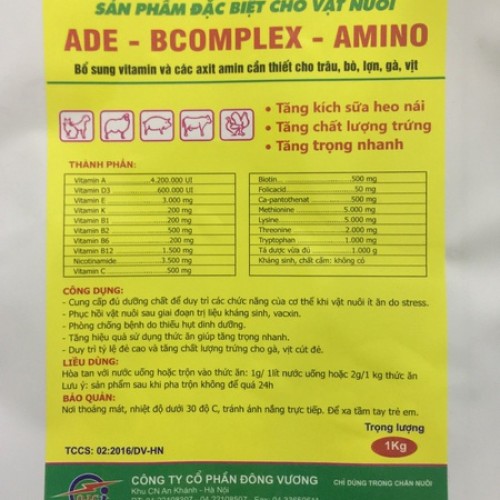 SẢN PHẨM ĐẶC BIỆT CHO VẬT NUÔI
ADE - BCOMPLEX - AMINO
Bổ sung vitamin và các axit amin cần thiết cho trâu, bò, lợn, gà, vịt
• Tăng kích sữa heo nái
• Tăng chất lượng trứng
• Tăng trọng nhanh
THÀNH PHẦN:
Vitamin A 4.200.000 UI
Vitamin D3 600.000 UI
Vitamin E 3.000 mg
Vitamin K 200 mg
Vitamin B1 200 mg
Vitamin B2 500 mg
Vitamin B6 200 mg
Vitamin B12 1.500 mg
Nicotinamide 3.500 mg
Vitamin C 500 mg
Biotin 500 mg
Folicacid 50 mg
Ca-pantothenat 500 mg
Methionine 5.000 mg
Lysine 5.000 mg
Threonine 2.000 mg
Tryptophan 1.000 mg
Tá dược vừa đủ 1.000 g
Kháng sinh, chất cấm: không có
CÔNG DỤNG:
- Cung cấp đủ dưỡng chất để duy trì các chức năng của cơ thể khi vật nuôi ít ăn do stress.
- Phục hồi vật nuôi sau giai đoạn trị liệu kháng sinh, vacxin.
- Phòng chống bệnh do thiếu hụt dinh dưỡng.
- Tăng hiệu quả sử dụng thức ăn giúp tăng trọng nhanh.
- Duy trì tỷ lệ đẻ cao và tăng chất lượng trứng cho gà, vịt cút đẻ.
LIỀU DÙNG:
Hòa tan với nước uống hoặc trộn vào thức ăn: 1g/ 1lít nước uống hoặc 2g/1 kg thức ăn
Lưu ý: sản phẩm sau khi pha trộn không để quá 24h
BẢO QUẢN:
Nơi thoáng mát, nhiệt độ dưới 30 độ C, tránh ánh nắng trực tiếp. Để xa tầm tay trẻ em.
Trọng lượng
1Kg
TCCS: 02:2016/DV-HN
CÔNG TY CỔ PHẦN ĐÔNG VƯƠNG
Khu CN An Khánh - Hà Nội
CHỈ DÙNG TRONG CHĂN NUÔI